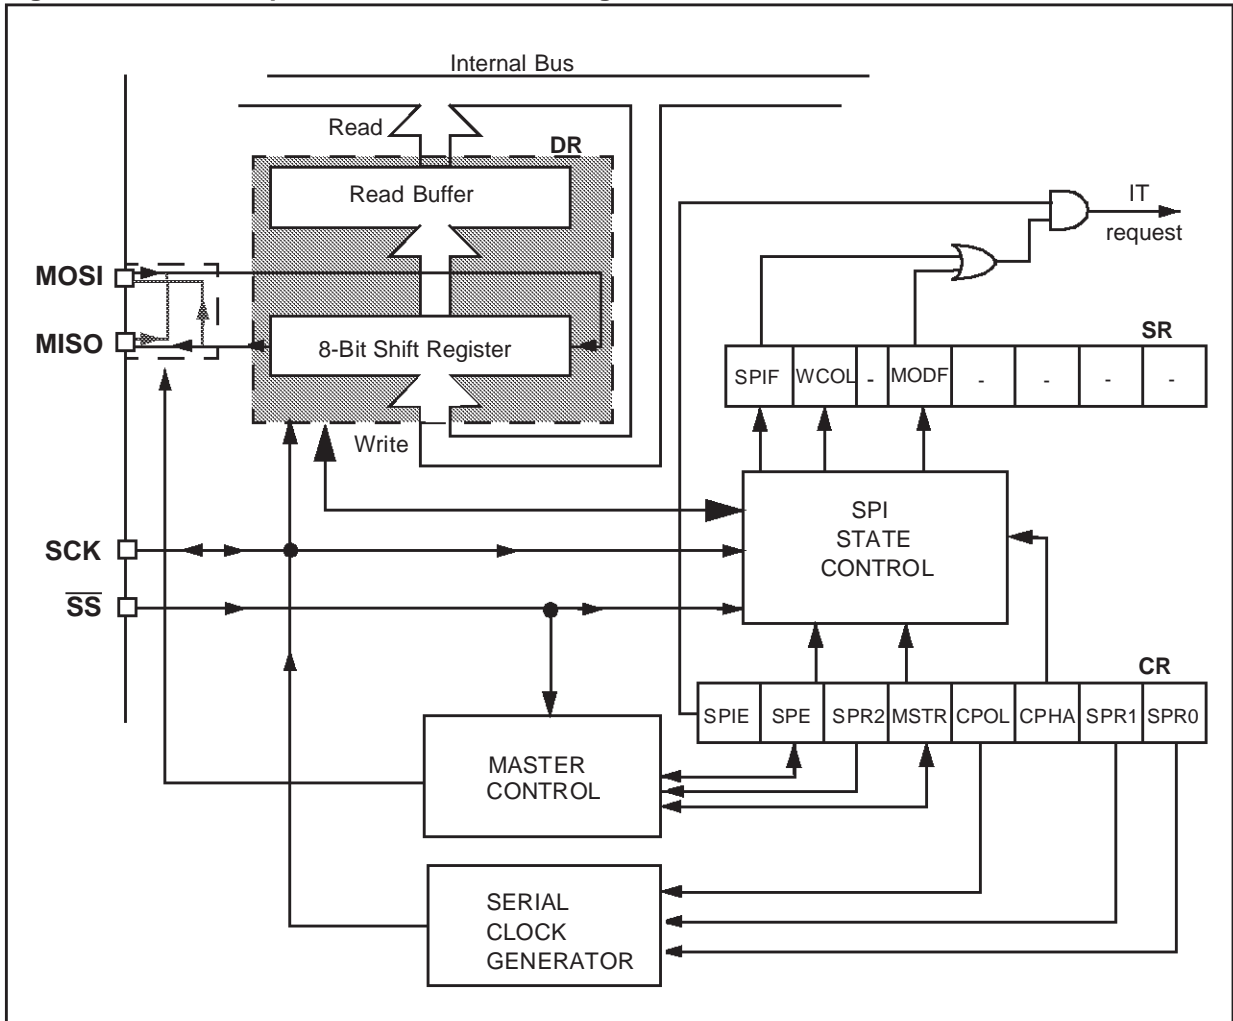 Internal Bus
Read
DR
Read Buffer
IT
request
MOSI
MISO
8-Bit Shift Register
SR
SPIF WCOL - MODF - - - -
Write
SPI
STATE
CONTROL
SCK
SS
CR
SPIE SPE SPR2 MSTR CPOL CPHA SPR1 SPR0
MASTER
CONTROL
SERIAL
CLOCK
GENERATOR